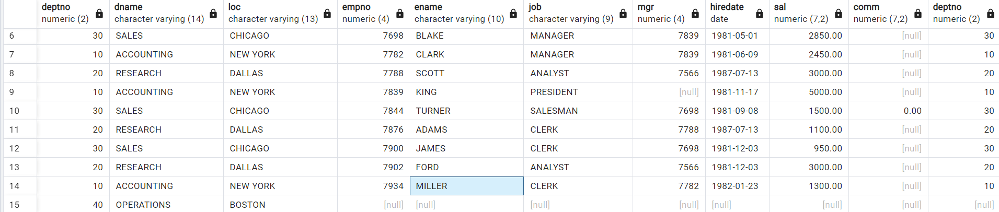 deptno dname loc empno ename job mgr hiredate sal comm deptno
numeric (2) character varying (14) character varying (13) numeric (4) character varying (10) character varying (9) numeric (4) date numeric (7,2) numeric (7,2) numeric (2)
6 30 SALES CHICAGO 7698 BLAKE MANAGER 7839 1981-05-01 2850.00 [null] 30
7 10 ACCOUNTING NEW YORK 7782 CLARK MANAGER 7839 1981-06-09 2450.00 [null] 10
8 20 RESEARCH DALLAS 7788 SCOTT ANALYST 7566 1987-07-13 3000.00 [null] 20
9 10 ACCOUNTING NEW YORK 7839 KING PRESIDENT [null] 1981-11-17 5000.00 [null] 10
10 30 SALES CHICAGO 7844 TURNER SALESMAN 7698 1981-09-08 1500.00 0.00 30
11 20 RESEARCH DALLAS 7876 ADAMS CLERK 7788 1987-07-13 1100.00 [null] 20
12 30 SALES CHICAGO 7900 JAMES CLERK 7698 1981-12-03 950.00 [null] 30
13 20 RESEARCH DALLAS 7902 FORD ANALYST 7566 1981-12-03 3000.00 [null] 20
14 10 ACCOUNTING NEW YORK 7934 MILLER CLERK 7782 1982-01-23 1300.00 [null] 10
15 40 OPERATIONS BOSTON [null] [null] [null] [null] [null] [null] [null] [null]